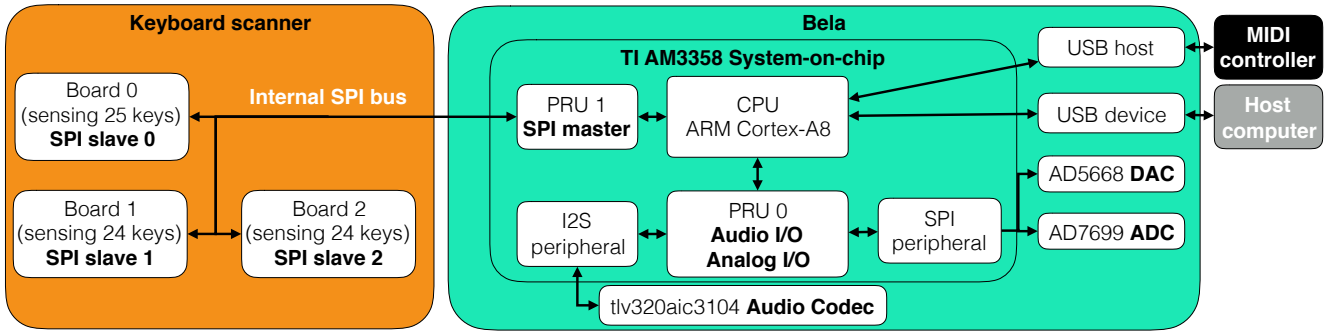 Keyboard scanner
Board 0
(sensing 25 keys)
SPI slave 0
Internal SPI bus
Board 1
(sensing 24 keys)
SPI slave 1
Board 2
(sensing 24 keys)
SPI slave 2
Bela
TI AM3358 System-on-chip
PRU 1
SPI master
CPU
ARM Cortex-A8
I2S
peripheral
PRU 0
Audio I/O
Analog I/O
SPI
peripheral
tlv320aic3104 Audio Codec
USB host
USB device
AD5668 DAC
AD7699 ADC
MIDI
controller
Host
computer